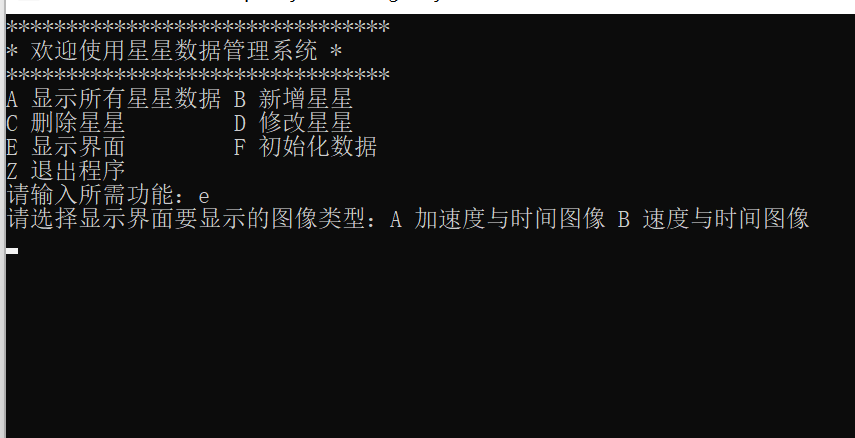 ********************************
* 欢迎使用星星数据管理系统 *
********************************
A 显示所有星星数据 B 新增星星
C 删除星星 D 修改星星
E 显示界面 F 初始化数据
Z 退出程序
请输入所需功能：e
请选择显示界面要显示的图像类型：A 加速度与时间图像 B 速度与时间图像